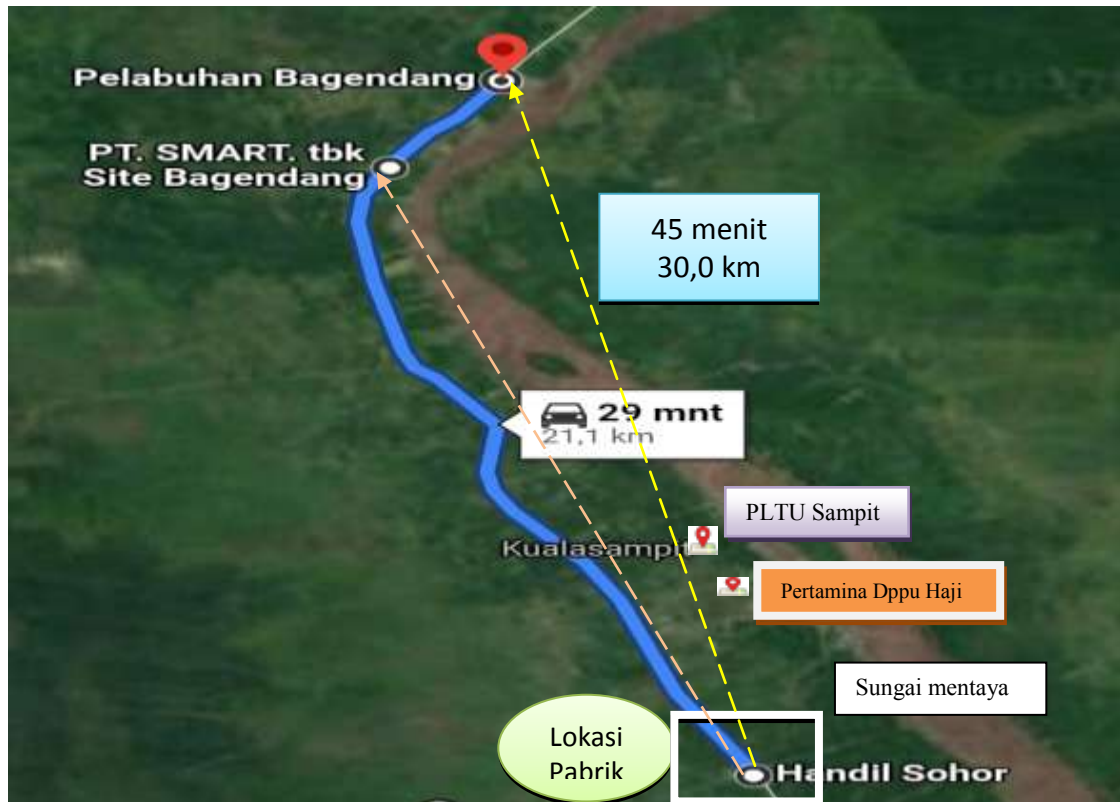 Pelabuhan Bagendang
PT. SMART. tbk
Site Bagendang
45 menit
30,0 km
29 mnt
21,1 km
PLTU Sampit
Kualasampit
Pertamina Dppu Haji
Sungai mentaya
Lokasi
Pabrik
Handil Sohor